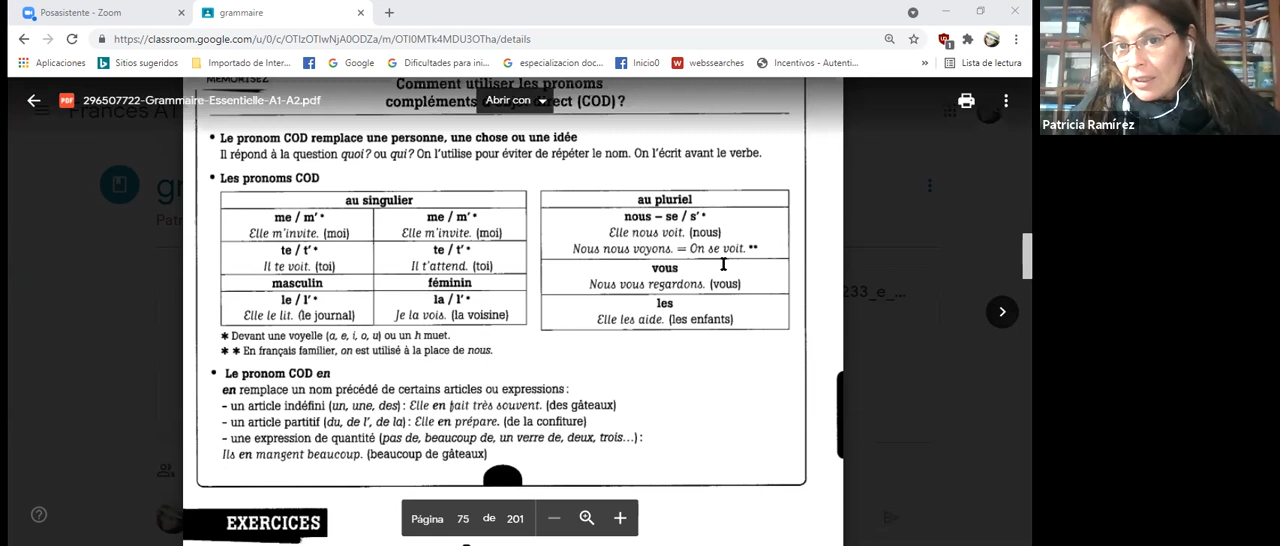 Posasistente - Zoom
grammaire
https://classroom.google.com/u/0/c/OTIzOTIwNjA0ODZa/m/OTI0MTk4MDU3OTha/details
Aplicaciones
Sitios sugeridos
Importado de Inter...
Google
Dificultades para ini...
especializacion docen...
Inicio0
webssearches
Incentivos - Autenti...
»
Lista de lectura
MÉMORISEZ
Comment utiliser les pronoms
compléments direct (COD) ?
PDF 296507722-Grammaire-Essentielle-A1-A2.pdf
Abrir con
Patricia Ramírez
• Le pronom COD remplace une personne, une chose ou une idée
Il répond à la question quoi ? ou qui ? On l'utilise pour éviter de répéter le nom. On l'écrit avant le verbe.
• Les pronoms COD
au singulier
me / m' *
me / m' *
Elle m'invite. (moi)
Elle m'invite. (moi)
te / t' *
te / t' *
Il te voit. (toi)
Il t'attend. (toi)
masculin
féminin
le / l' *
la / l' *
Elle le lit. (le journal)
Je la vois. (la voisine)
au pluriel
nous – se / s' *
Elle nous voit. (nous)
Nous nous voyons. = On se voit. **
vous
Nous vous regardons. (vous)
les
Elle les aide. (les enfants)
* Devant une voyelle (a, e, i, o, u) ou un h muet.
* * En français familier, on est utilisé à la place de nous.
• Le pronom COD en
en remplace un nom précédé de certains articles ou expressions :
– un article indéfini (un, une, des) : Elle en fait très souvent. (des gâteaux)
– un article partitif (du, de l', de la) : Elle en prépare. (de la confiture)
– une expression de quantité (pas de, beaucoup de, un verre de, deux, trois...) :
Ils en mangent beaucoup. (beaucoup de gâteaux)
Página 75 de 201
EXERCICES